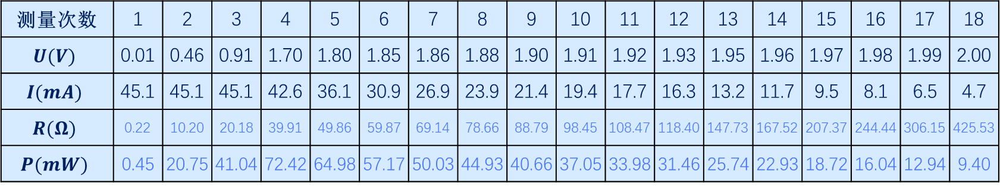 测量次数 1 2 3 4 5 6 7 8 9 10 11 12 13 14 15 16 17 18
U(V) 0.01 0.46 0.91 1.70 1.80 1.85 1.86 1.88 1.90 1.91 1.92 1.93 1.95 1.96 1.97 1.98 1.99 2.00
I(mA) 45.1 45.1 45.1 42.6 36.1 30.9 26.9 23.9 21.4 19.4 17.7 16.3 13.2 11.7 9.5 8.1 6.5 4.7
R(Ω) 0.22 10.20 20.18 39.91 49.86 59.87 69.14 78.66 88.79 98.45 108.47 118.40 147.73 167.52 207.37 244.44 306.15 425.53
P(mW) 0.45 20.75 41.04 72.42 64.98 57.17 50.03 44.93 40.66 37.05 33.98 31.46 25.74 22.93 18.72 16.04 12.94 9.40